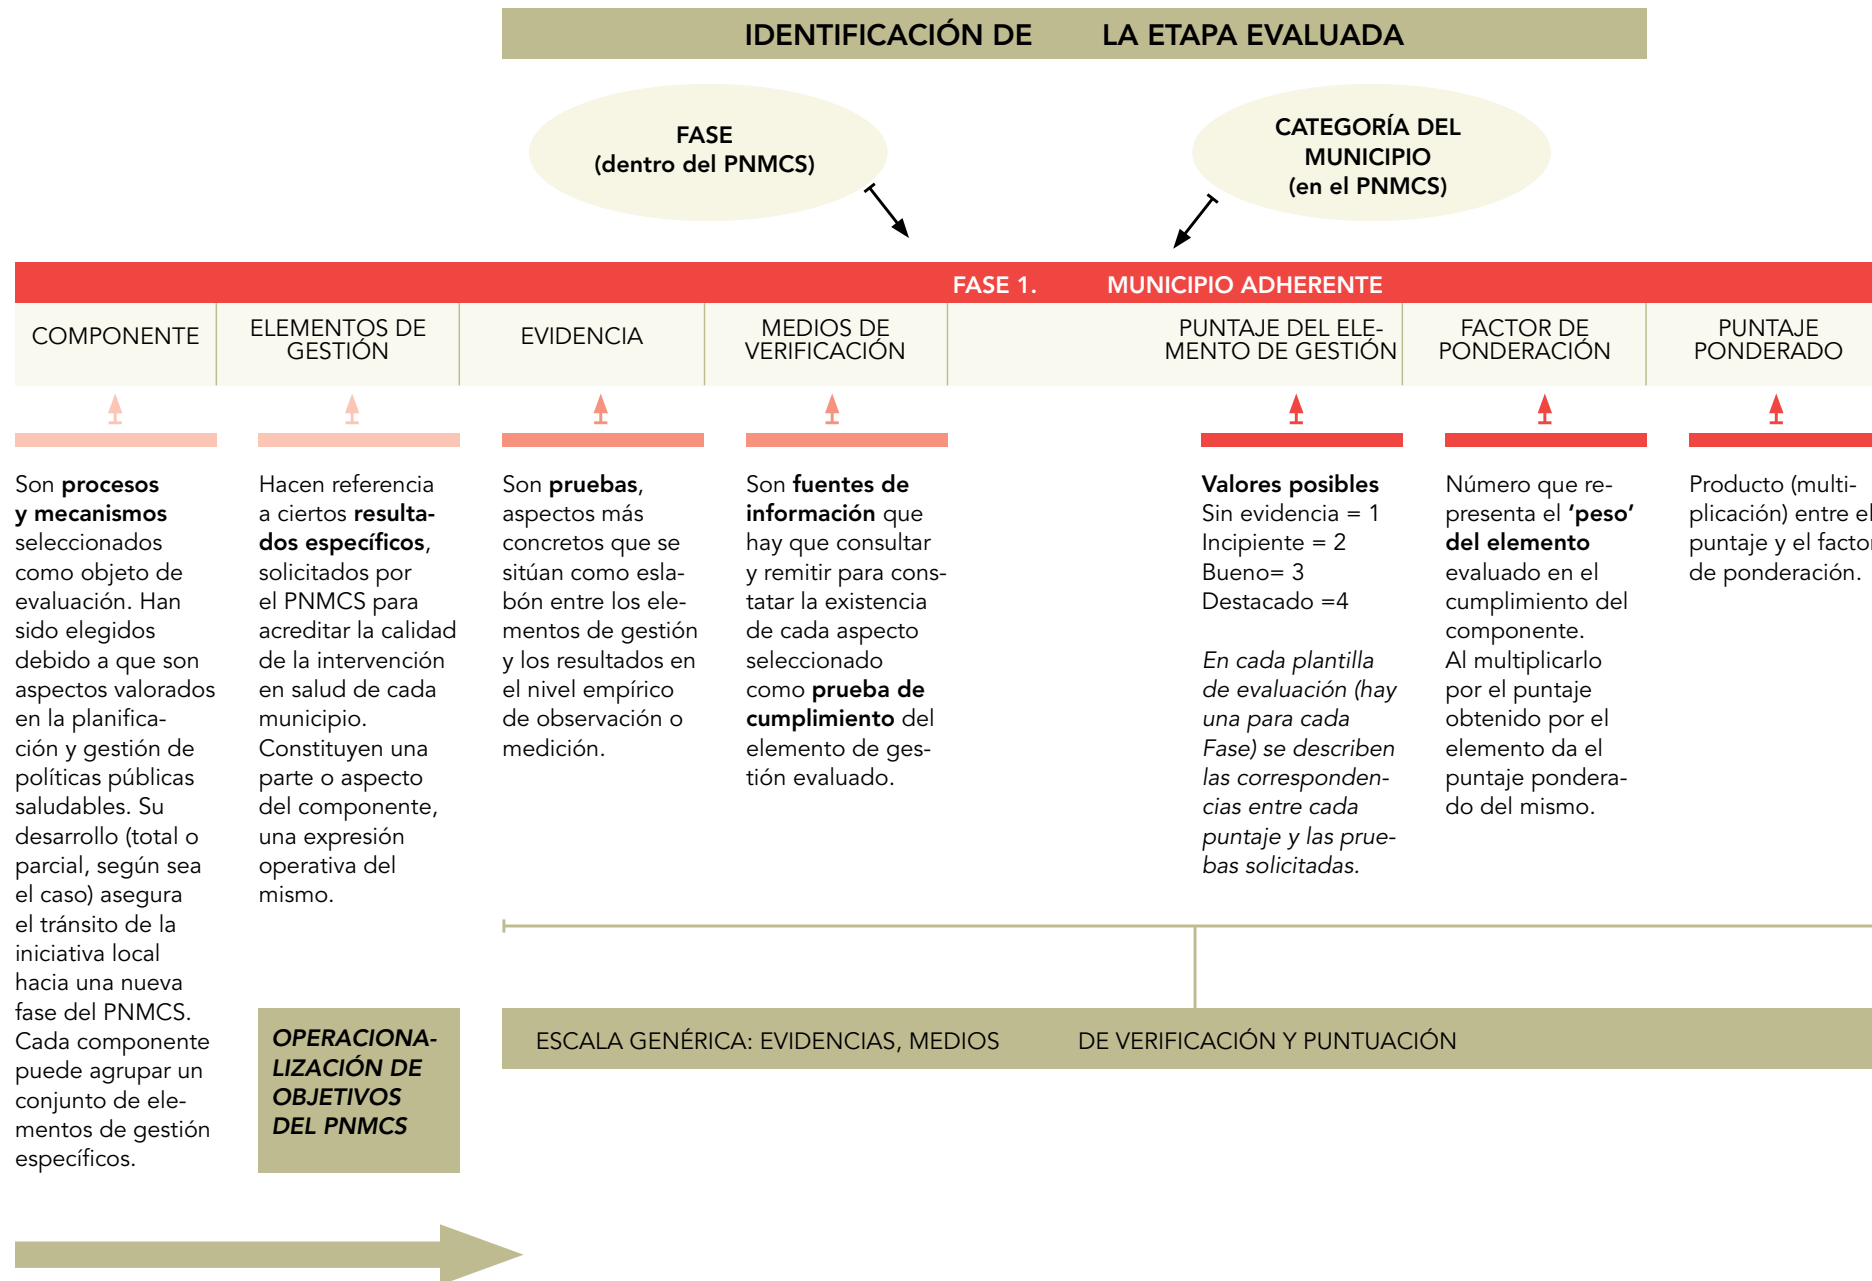 IDENTIFICACIÓN DE LA ETAPA EVALUADA
FASE
(dentro del PNMCS)
CATEGORÍA DEL
MUNICIPIO
(en el PNMCS)
FASE 1. MUNICIPIO ADHERENTE
COMPONENTE
ELEMENTOS DE
GESTIÓN
EVIDENCIA
MEDIOS DE
VERIFICACIÓN
PUNTAJE DEL ELE-
MENTO DE GESTIÓN
FACTOR DE
PONDERACIÓN
PUNTAJE
PONDERADO
Son procesos
y mecanismos
seleccionados
como objeto de
evaluación. Han
sido elegidos
debido a que son
aspectos valorados
en la planifica-
ción y gestión de
políticas públicas
saludables. Su
desarrollo (total o
parcial, según sea
el caso) asegura
el tránsito de la
iniciativa local
hacia una nueva
fase del PNMCS.
Cada componente
puede agrupar un
conjunto de ele-
mentos de gestión
específicos.
Hacen referencia
a ciertos resulta-
dos específicos,
solicitados por
el PNMCS para
acreditar la calidad
de la intervención
en salud de cada
municipio.
Constituyen una
parte o aspecto
del componente,
una expresión
operativa del
mismo.
Son pruebas,
aspectos más
concretos que se
sitúan como esla-
bón entre los ele-
mentos de gestión
y los resultados en
el nivel empírico
de observación o
medición.
Son fuentes de
información que
hay que consultar
y remitir para cons-
tatar la existencia
de cada aspecto
seleccionado
como prueba de
cumplimiento del
elemento de ges-
tión evaluado.
Valores posibles
Sin evidencia = 1
Incipiente = 2
Bueno= 3
Destacado =4
En cada plantilla
de evaluación (hay
una para cada
Fase) se describen
las corresponden-
cias entre cada
puntaje y las prue-
bas solicitadas.
Número que re-
presenta el 'peso'
del elemento
evaluado en el
cumplimiento del
componente.
Al multiplicarlo
por el puntaje
obtenido por el
elemento da el
puntaje pondera-
do del mismo.
Producto (multi-
plicación) entre el
puntaje y el factor
de ponderación.
OPERACIONA-
LIZACIÓN DE
OBJETIVOS
DEL PNMCS
ESCALA GENÉRICA: EVIDENCIAS, MEDIOS DE VERIFICACIÓN Y PUNTUACIÓN